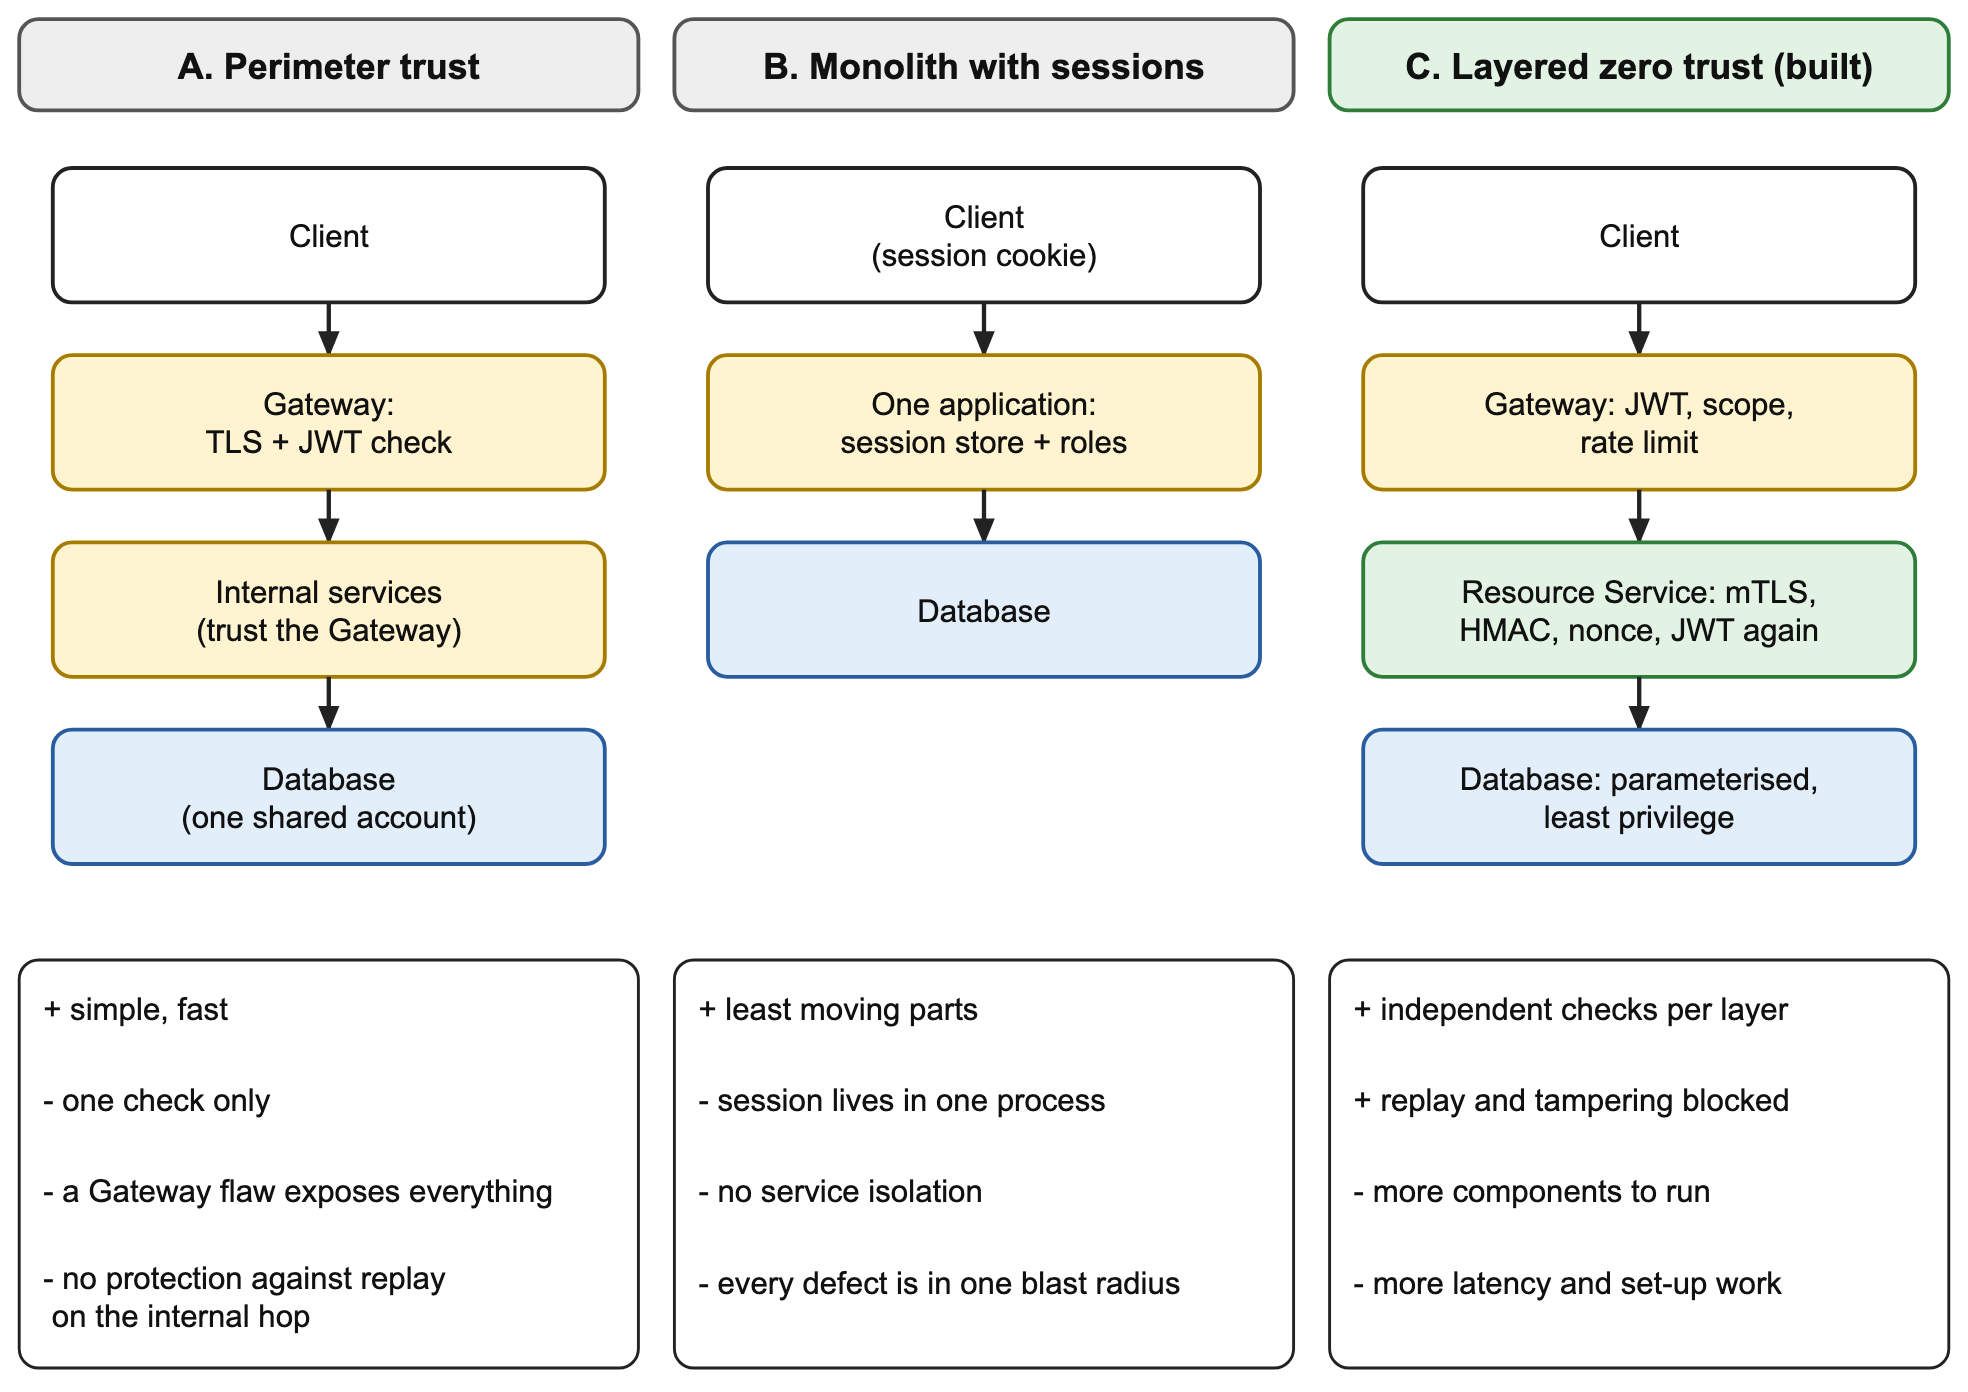 A. Perimeter trust
Client
Gateway:
TLS + JWT check
Internal services
(trust the Gateway)
Database
(one shared account)
+ simple, fast
- one check only
- a Gateway flaw exposes everything
- no protection against replay
on the internal hop
B. Monolith with sessions
Client
(session cookie)
One application:
session store + roles
Database
+ least moving parts
- session lives in one process
- no service isolation
- every defect is in one blast radius
C. Layered zero trust (built)
Client
Gateway: JWT, scope,
rate limit
Resource Service: mTLS,
HMAC, nonce, JWT again
Database: parameterised,
least privilege
+ independent checks per layer
+ replay and tampering blocked
- more components to run
- more latency and set-up work